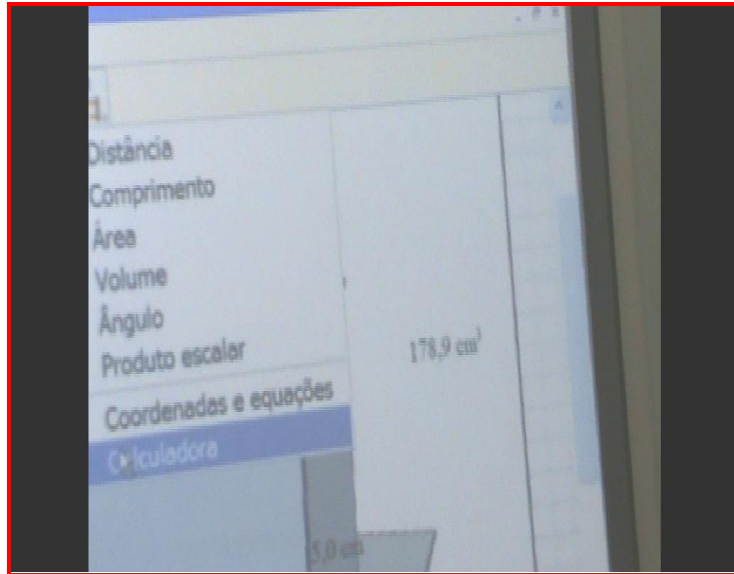 Distância
Comprimento
Área
Volume
Ângulo
Produto escalar
178,9 cm³
Coordenadas e equações
Calculadora
5,0 cm